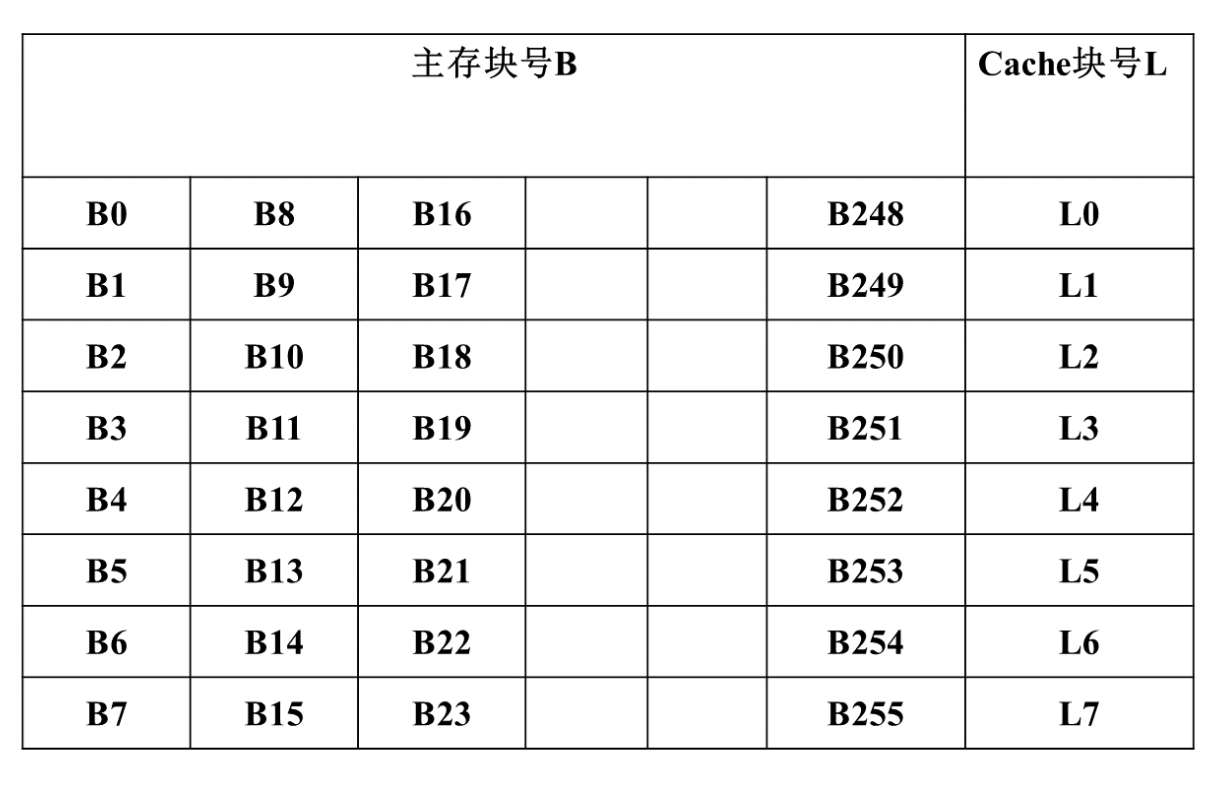 主存块号B Cache块号L
B0 B8 B16 B248 L0
B1 B9 B17 B249 L1
B2 B10 B18 B250 L2
B3 B11 B19 B251 L3
B4 B12 B20 B252 L4
B5 B13 B21 B253 L5
B6 B14 B22 B254 L6
B7 B15 B23 B255 L7